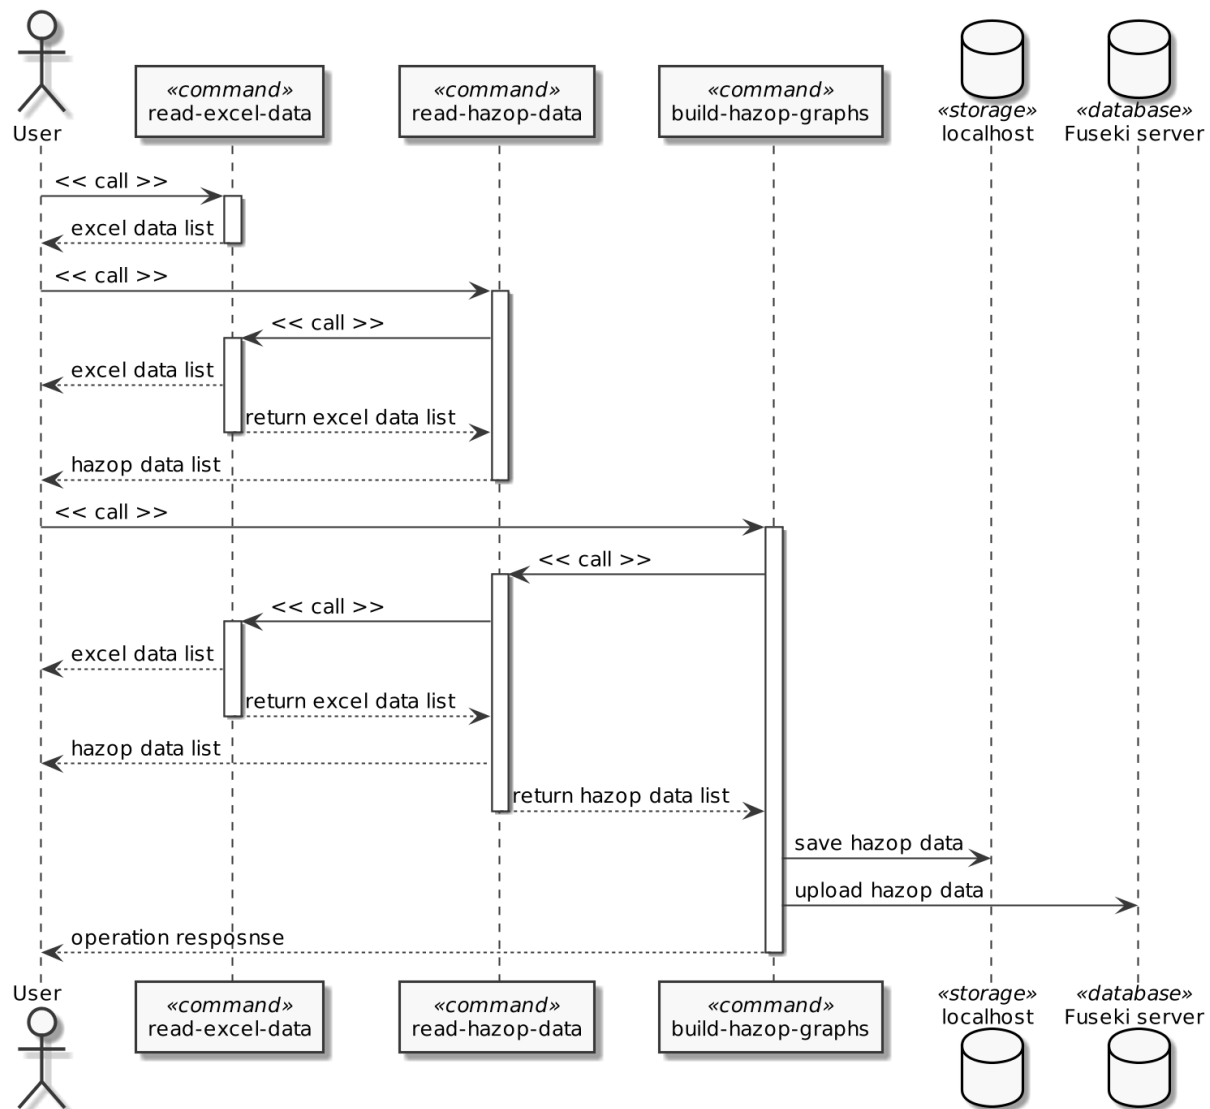 User
«command»
read-excel-data
«command»
read-hazop-data
«command»
build-hazop-graphs
«storage»
localhost
«database»
Fuseki server
<< call >>
excel data list
<< call >>
<< call >>
excel data list
return excel data list
hazop data list
<< call >>
<< call >>
<< call >>
excel data list
return excel data list
hazop data list
return hazop data list
save hazop data
upload hazop data
operation resposnse
User
«command»
read-excel-data
«command»
read-hazop-data
«command»
build-hazop-graphs
«storage»
localhost
«database»
Fuseki server